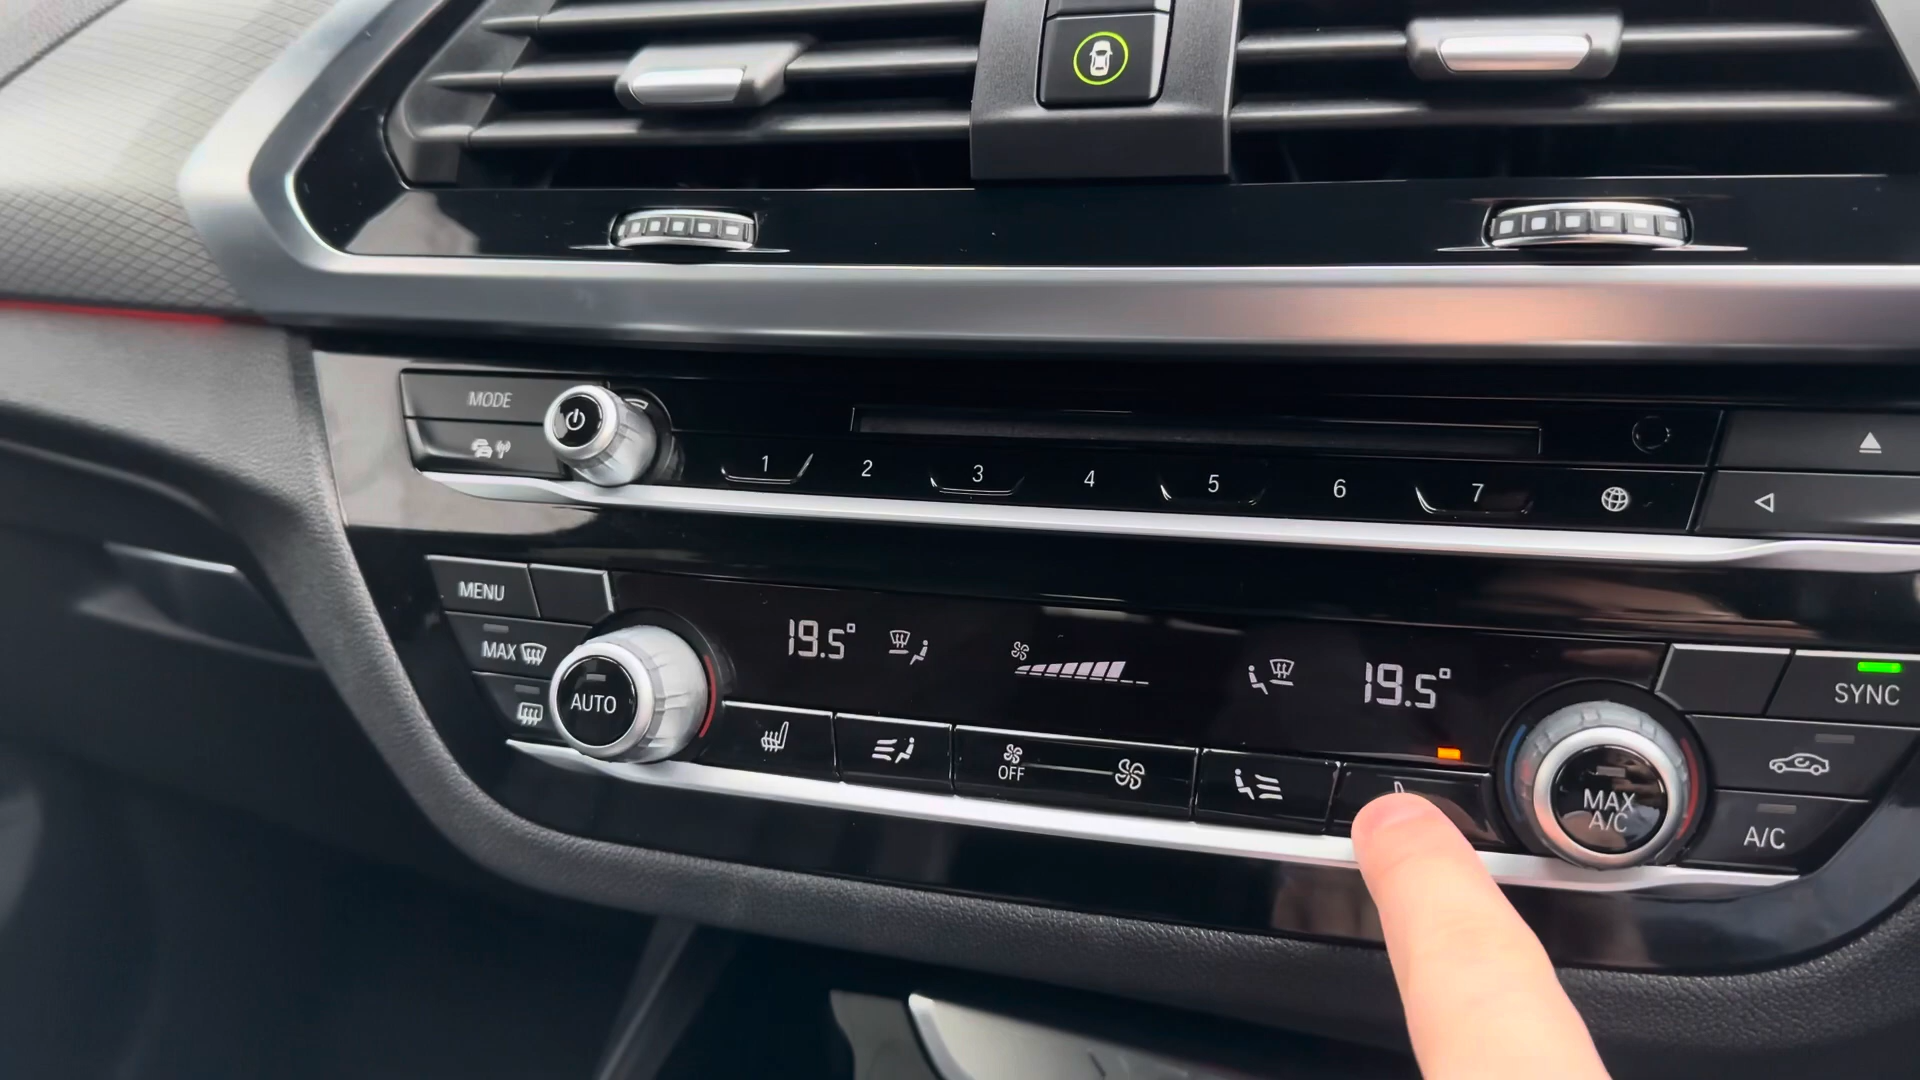 MODE
1 2 3 4 5 6 7
MENU
19.5°
19.5°
SYNC
MAX
AUTO
OFF
MAX
A/C
A/C